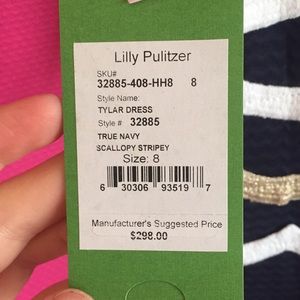 Lilly Pulitzer
SKU#
32885-408-HH8 8
Style Name:
TYLAR DRESS
Style # 32885
TRUE NAVY
SCALLOPY STRIPEY
Size: 8
6 30306 93519 7
Manufacturer's Suggested Price
$298.00